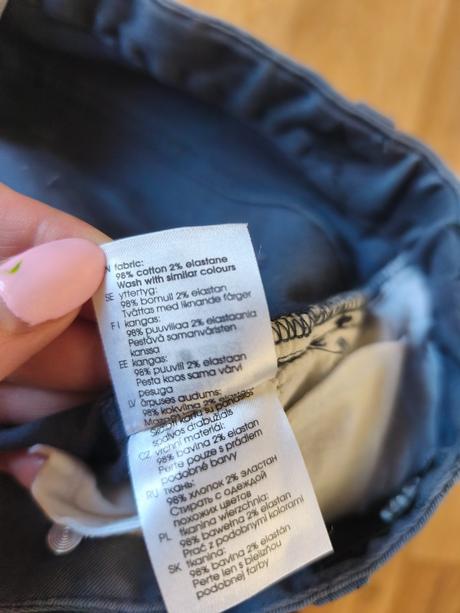 fabric:
98% cotton 2% elastane
Wash with similar colours
SE yttertyg:
98% bomull 2% elastan
Tvättas med liknande färger
FI kangas:
98% puuvillaa 2% elastaania
Pestävä samanväristen
kanssa
EE kangas:
98% puuvill 2% elastaan
Pesta koos sama värvi
pesuga
LV ārpuses audums:
98% kokvilna 2%
spalvos drabužiais
CZ vrchní materiál:
98% bavlna 2% elastan
Perte pouze s prádlem
podobné barvy
RU ткань:
98% хлопок 2% эластан
Стирать с одеждой
похожих цветов
PL tkanina wierzchnia:
98% bawełna 2% elastan
Prać z podobnymi kolorami
SK tkanina:
98% bavlna 2% elastán
Perte len s bielizňou
podobnej farby